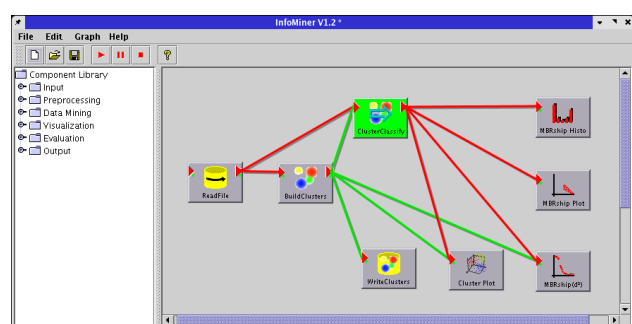 InfoMiner V1.2 *
File Edit Graph Help
Component Library
Input
Preprocessing
Data Mining
Visualization
Evaluation
Output
ClusterClassify
MBRship Histo
ReadFile
BuildClusters
MBRship Plot
WriteClusters
Cluster Plot
MBRship(d²)